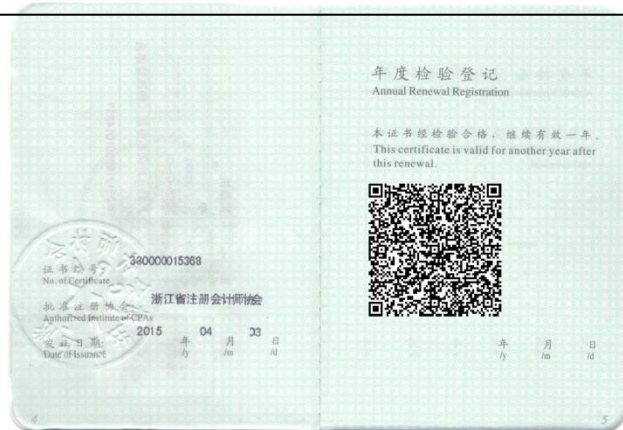 证书编号 330000015368
No. of Certificate
批准注册协会 浙江省注册会计师协会
Authorized Institute of CPAs
发证日期: 2015 年 04 月 03 日
Date of Issuance /y /m /d
4
年度检验登记
Annual Renewal Registration
本证书经检验合格，继续有效一年。
This certificate is valid for another year after
this renewal.
年 月 日
/y /m /d
5